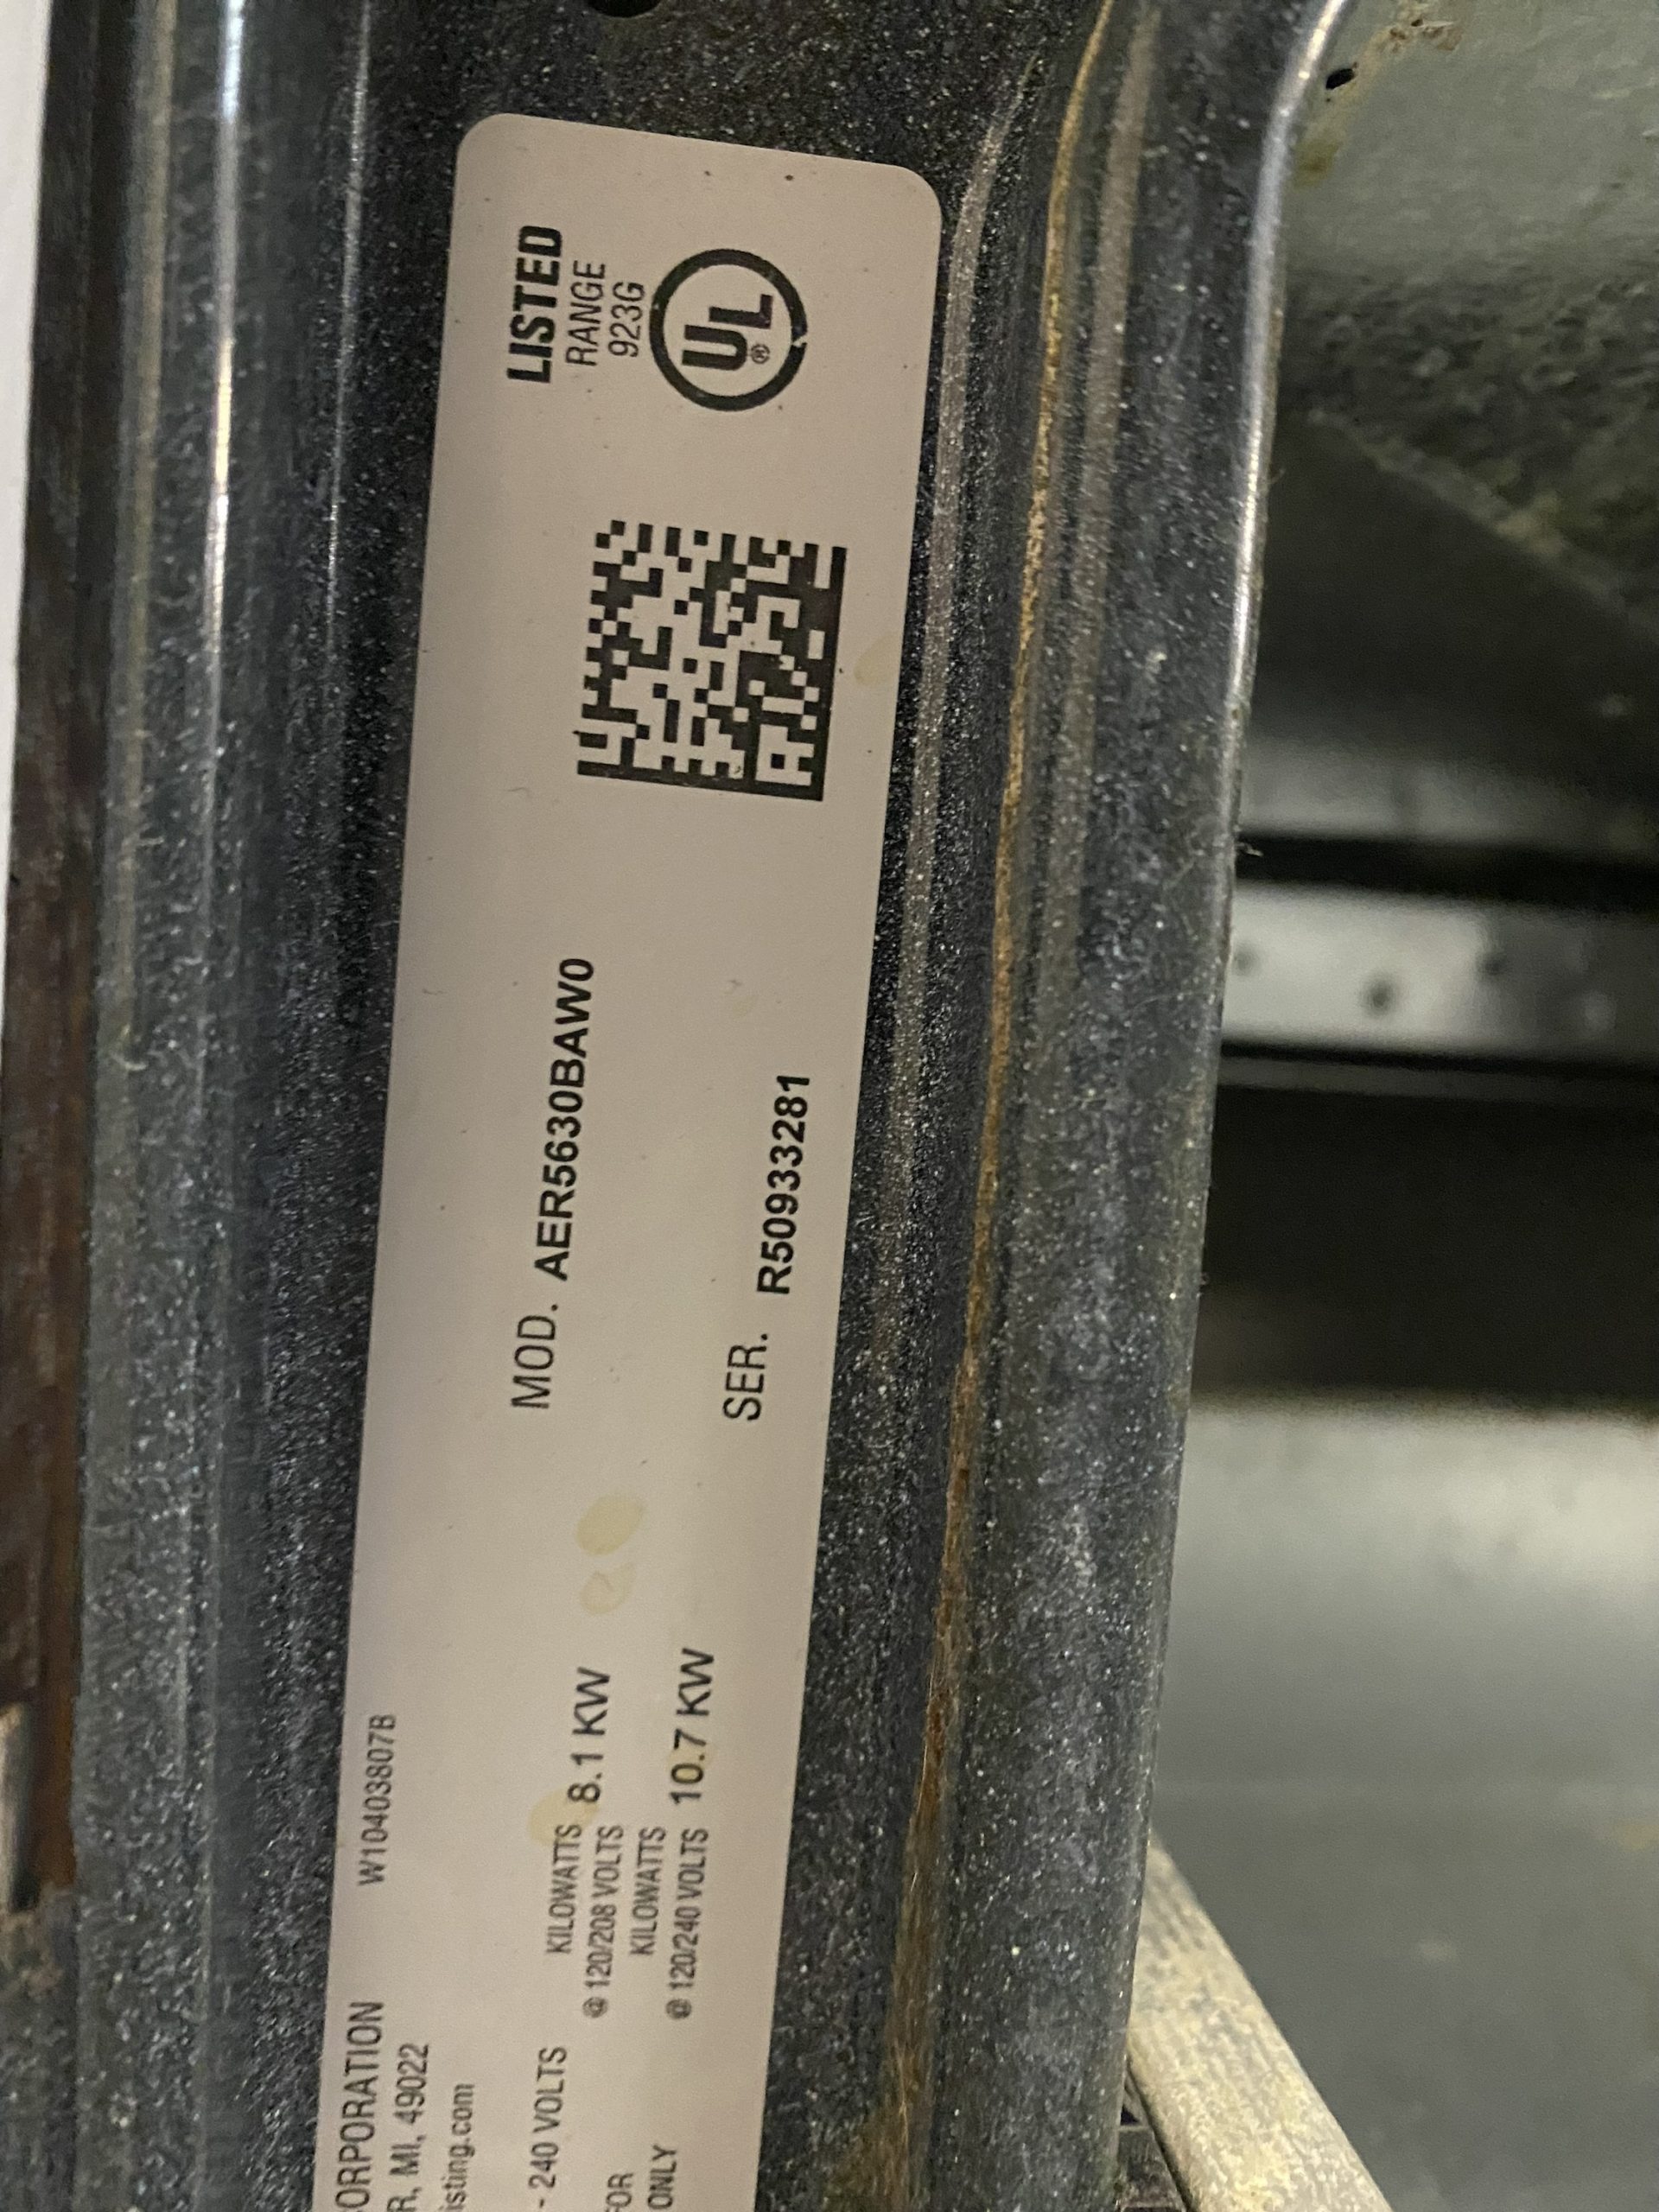 ORPORATION W10403807B
R, MI, 49022
isting.com
- 240 VOLTS
ONLY
KILOWATTS 8.1 KW
@ 120/208 VOLTS
KILOWATTS
@ 120/240 VOLTS 10.7 KW
MOD. AER5630BAW0
SER. R50933281
LISTED
RANGE
923G
UL®